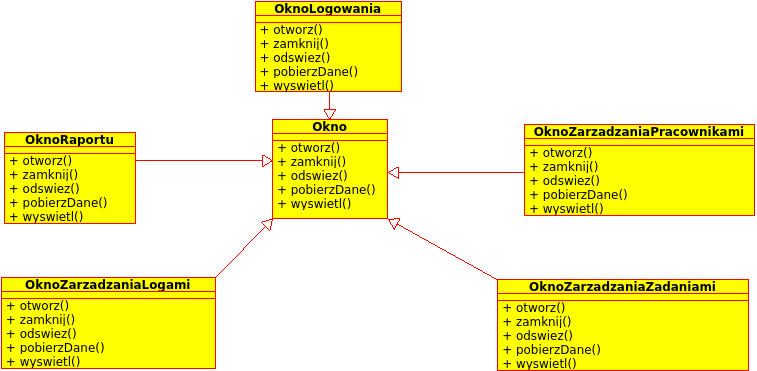 OknoLogowania
+ otworz()
+ zamknij()
+ odswiez()
+ pobierzDane()
+ wyswietl()
OknoRaportu
+ otworz()
+ zamknij()
+ odswiez()
+ pobierzDane()
+ wyswietl()
Okno
+ otworz()
+ zamknij()
+ odswiez()
+ pobierzDane()
+ wyswietl()
OknoZarzadzaniaPracownikami
+ otworz()
+ zamknij()
+ odswiez()
+ pobierzDane()
+ wyswietl()
OknoZarzadzaniaLogami
+ otworz()
+ zamknij()
+ odswiez()
+ pobierzDane()
+ wyswietl()
OknoZarzadzaniaZadaniami
+ otworz()
+ zamknij()
+ odswiez()
+ pobierzDane()
+ wyswietl()